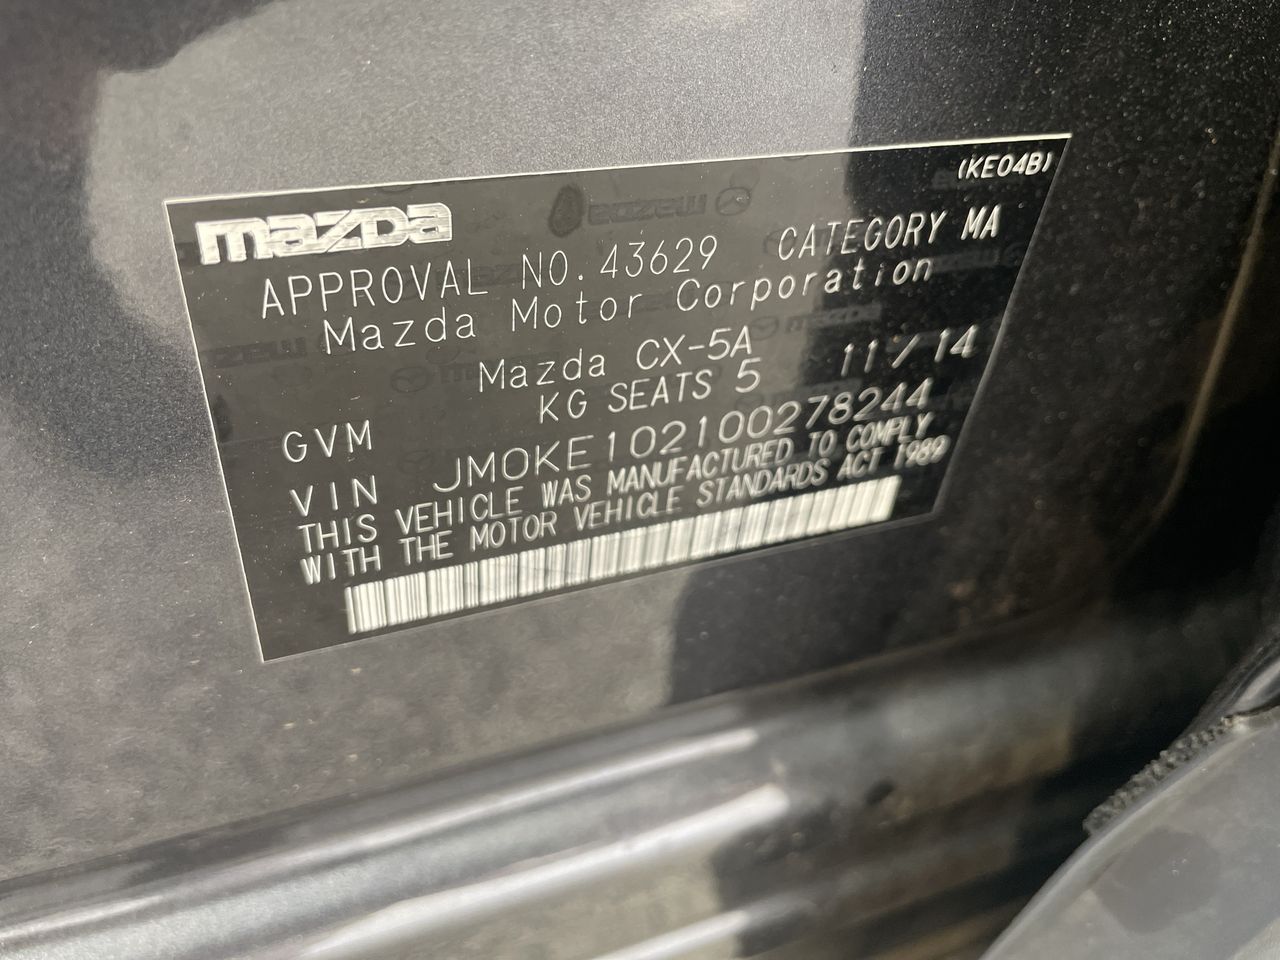 (KE04B)
mazda
APPROVAL NO. 43629 CATEGORY MA
Mazda Motor Corporation
Mazda CX-5A 11/14
GVM KG SEATS 5
VIN JM0KE102100278244
THIS VEHICLE WAS MANUFACTURED TO COMPLY
WITH THE MOTOR VEHICLE STANDARDS ACT 1989